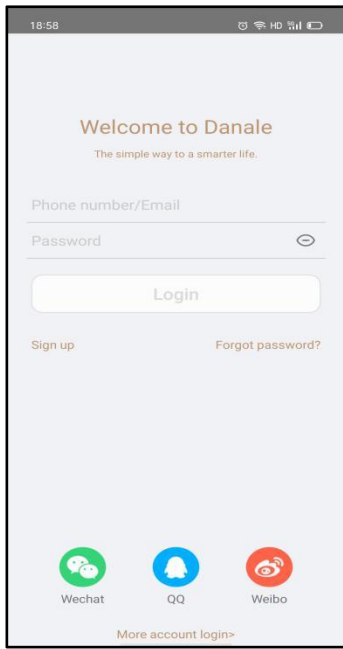 18:58 HD 5G
Welcome to Danale
The simple way to a smarter life.
Phone number/Email
Password
Login
Sign up Forgot password?
Wechat QQ Weibo
More account login>